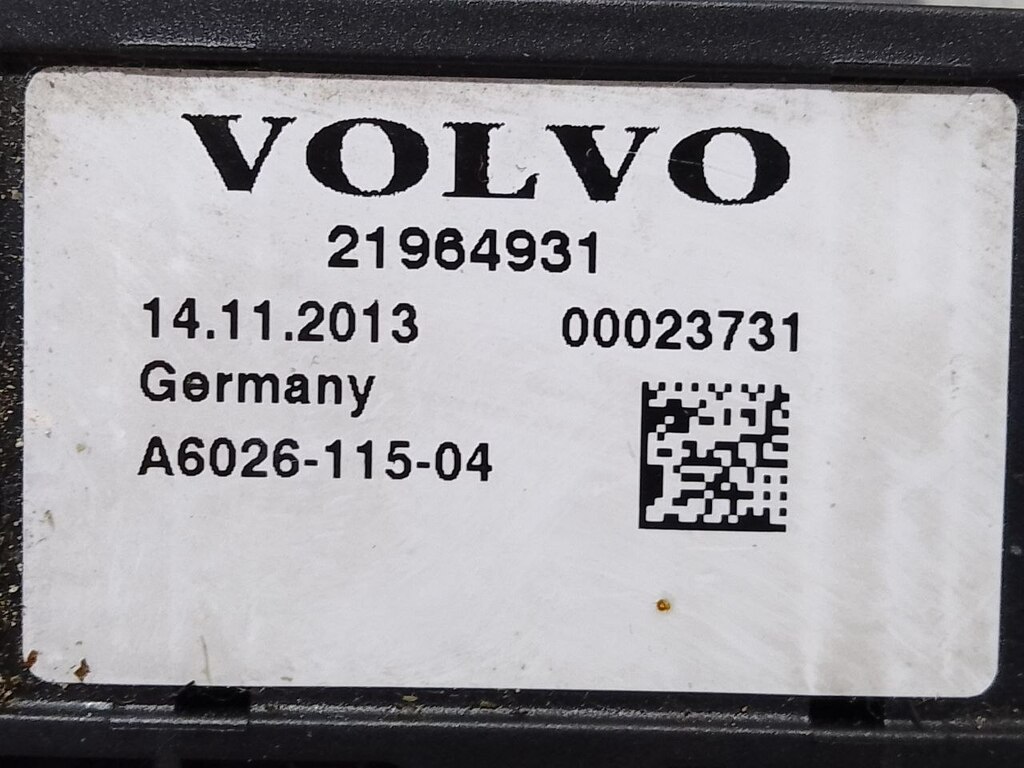 VOLVO
21964931
14.11.2013 00023731
Germany
A6026-115-04